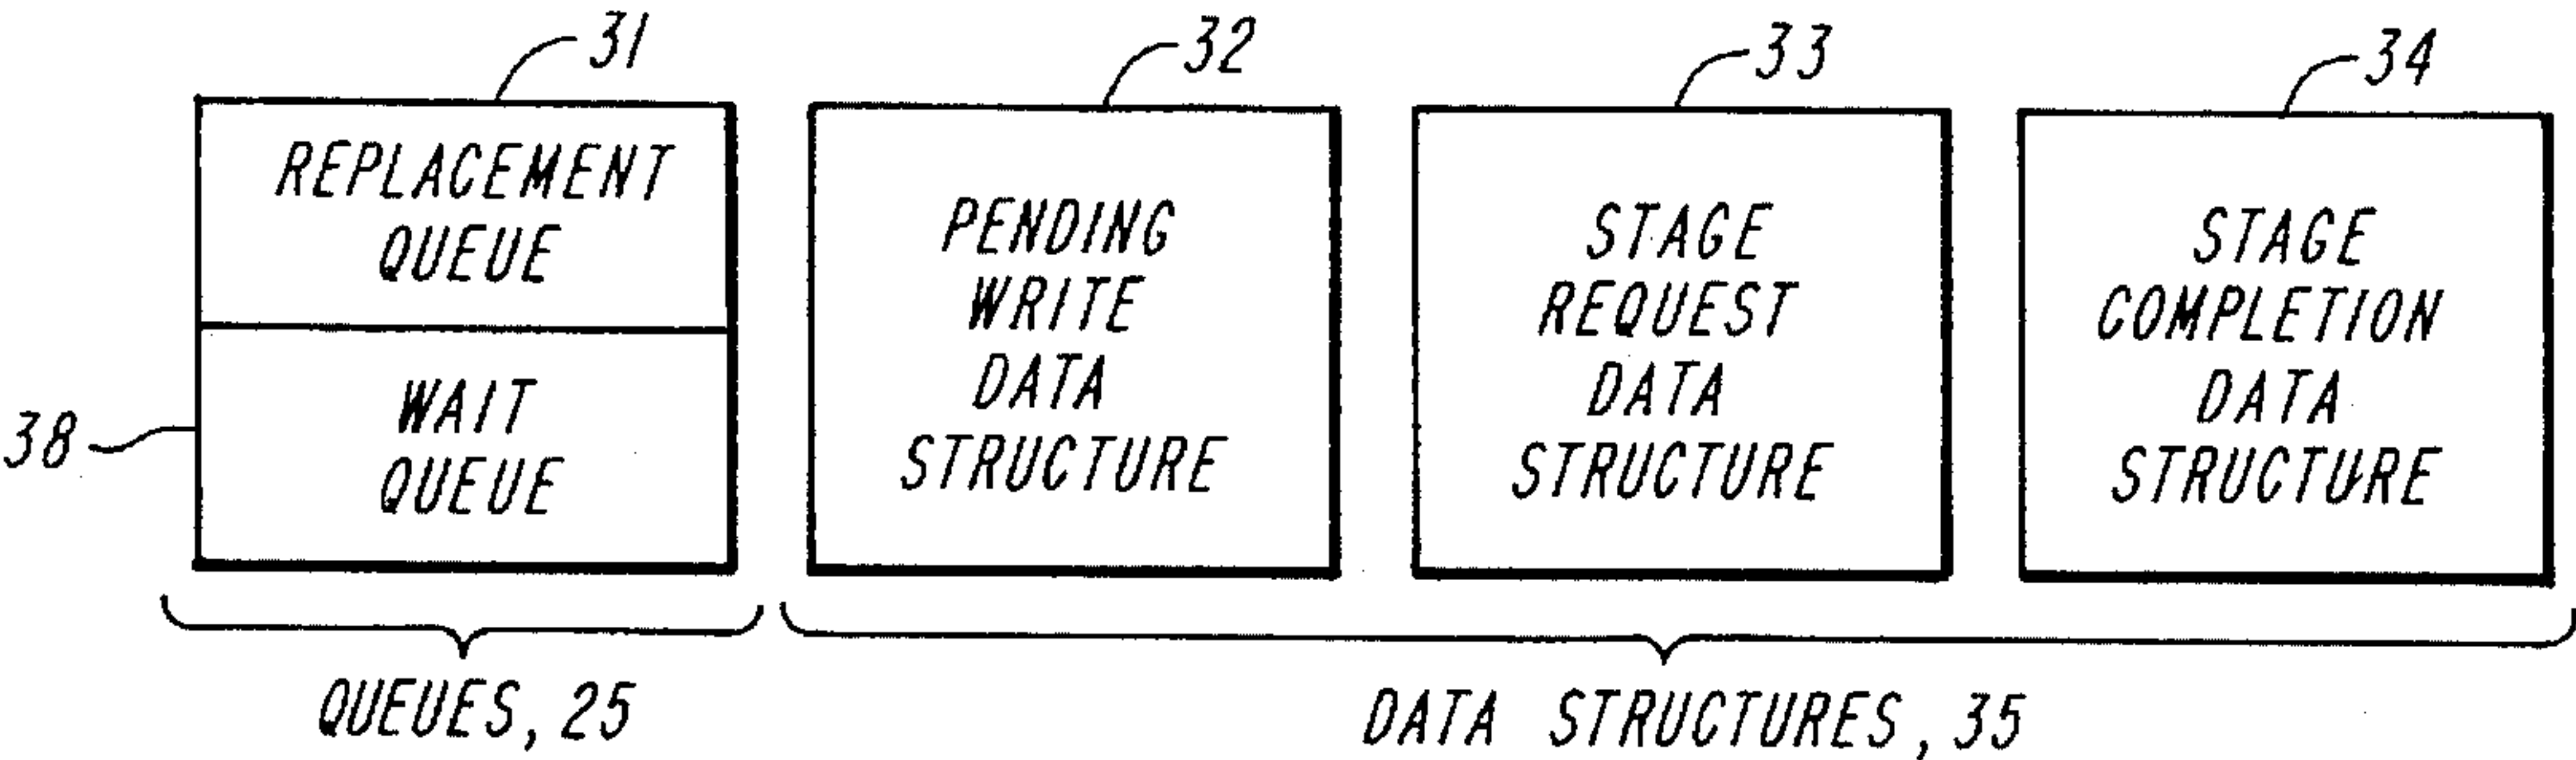 31
REPLACEMENT
QUEUE
38
WAIT
QUEUE
32
PENDING
WRITE
DATA
STRUCTURE
33
STAGE
REQUEST
DATA
STRUCTURE
34
STAGE
COMPLETION
DATA
STRUCTURE
QUEUES, 25
DATA STRUCTURES, 35